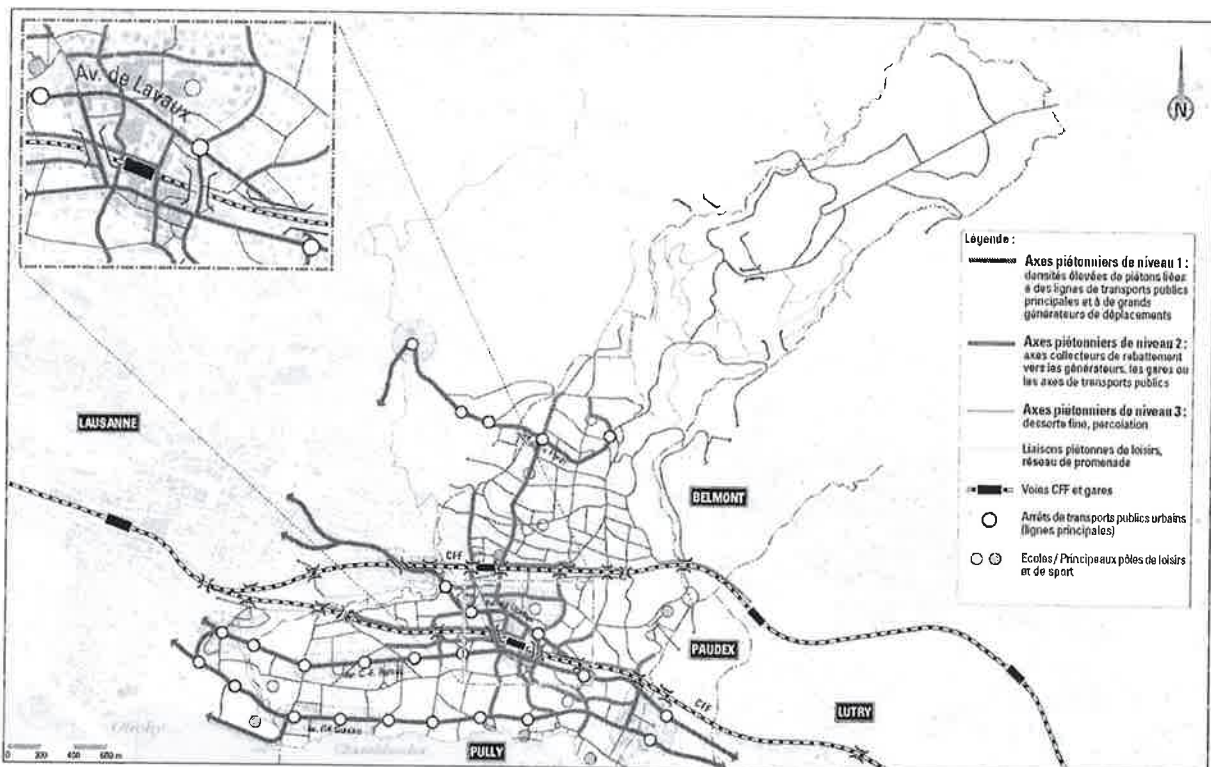 Av. de Lavaux
N
Légende :
Axes piétonniers de niveau 1 :
densités élevées de piétons liées
à des lignes de transports publics
principales et à de grands
générateurs de déplacements
Axes piétonniers de niveau 2 :
axes collecteurs de rabattement
vers les générateurs, les gares ou
les axes de transports publics
Axes piétonniers de niveau 3 :
desserte fine, percolation
Liaisons piétonnes de loisirs,
réseau de promenade
Voies CFF et gares
Arrêts de transports publics urbains
(lignes principales)
Ecoles / Principaux pôles de loisirs
et de sport
LAUSANNE
BELMONT
CFF
PAUDEX
CFF
LUTRY
PULLY
0 200 400 600 m